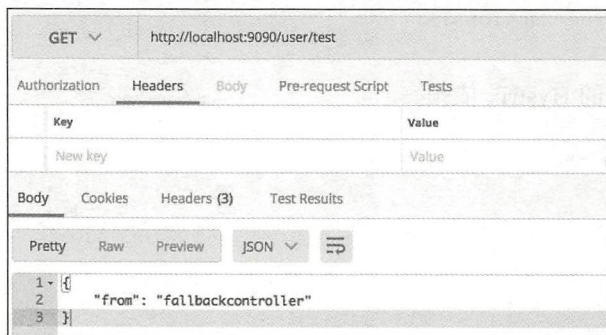 GET http://localhost:9090/user/test
Authorization Headers Body Pre-request Script Tests
Key Value
New key Value
Body Cookies Headers (3) Test Results
Pretty Raw Preview JSON
1 {
2 "from": "fallbackcontroller"
3 }